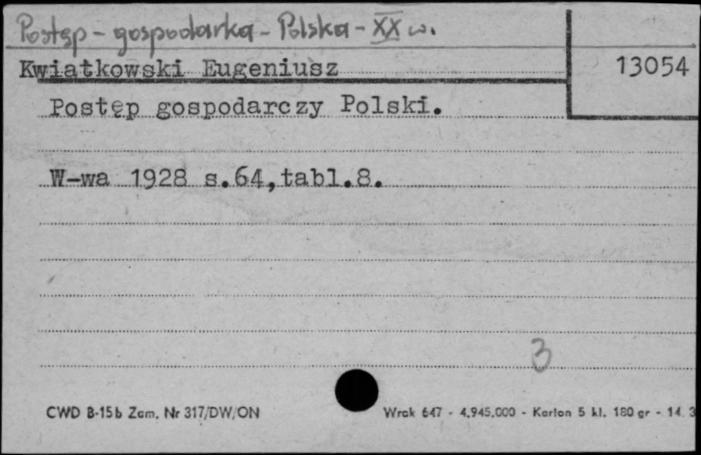 Postęp - gospodarka - Polska - XX w.
Kwiatkowski Eugeniusz
13054
Postęp gospodarczy Polski.
W-wa 1928 s.64,tabl.8.
3
CWD B-15b Zam. Nr 317/DW/ON
Wrak 647 - 4.945.000 - Karton 5 kl. 180 gr - 14. 3